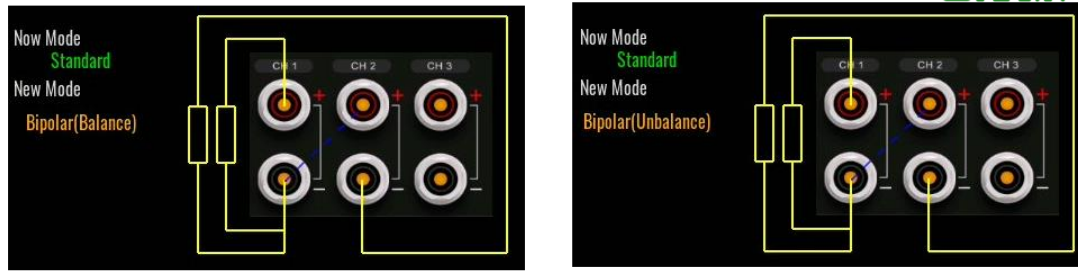 Now Mode
Standard
New Mode
Bipolar(Balance)
CH 1 CH 2 CH 3
+ + +
− − −
Now Mode
Standard
New Mode
Bipolar(Unbalance)
CH 1 CH 2 CH 3
+ + +
− − −